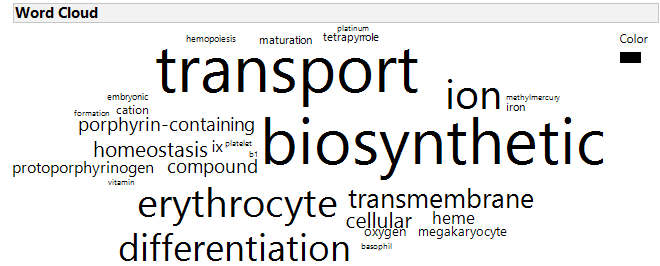 Word Cloud
platinum
hemopoiesis maturation tetrapyrrole
Color
transport
ion
embryonic
methylmercury
formation cation
iron
porphyrin-containing
biosynthetic
homeostasis ix platelet
b1
protoporphyrinogen compound
vitamin
erythrocyte transmembrane
cellular heme
oxygen megakaryocyte
differentiation basophil